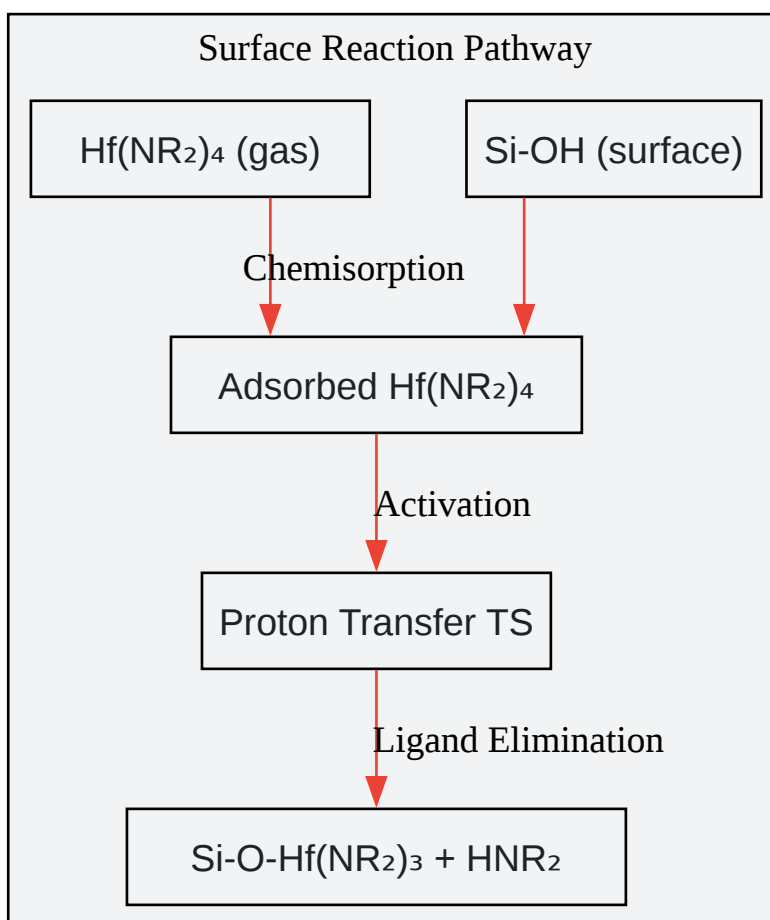 Surface Reaction Pathway
Hf(NR₂)₄ (gas)
Si-OH (surface)
Chemisorption
Adsorbed Hf(NR₂)₄
Activation
Proton Transfer TS
Ligand Elimination
Si-O-Hf(NR₂)₃ + HNR₂